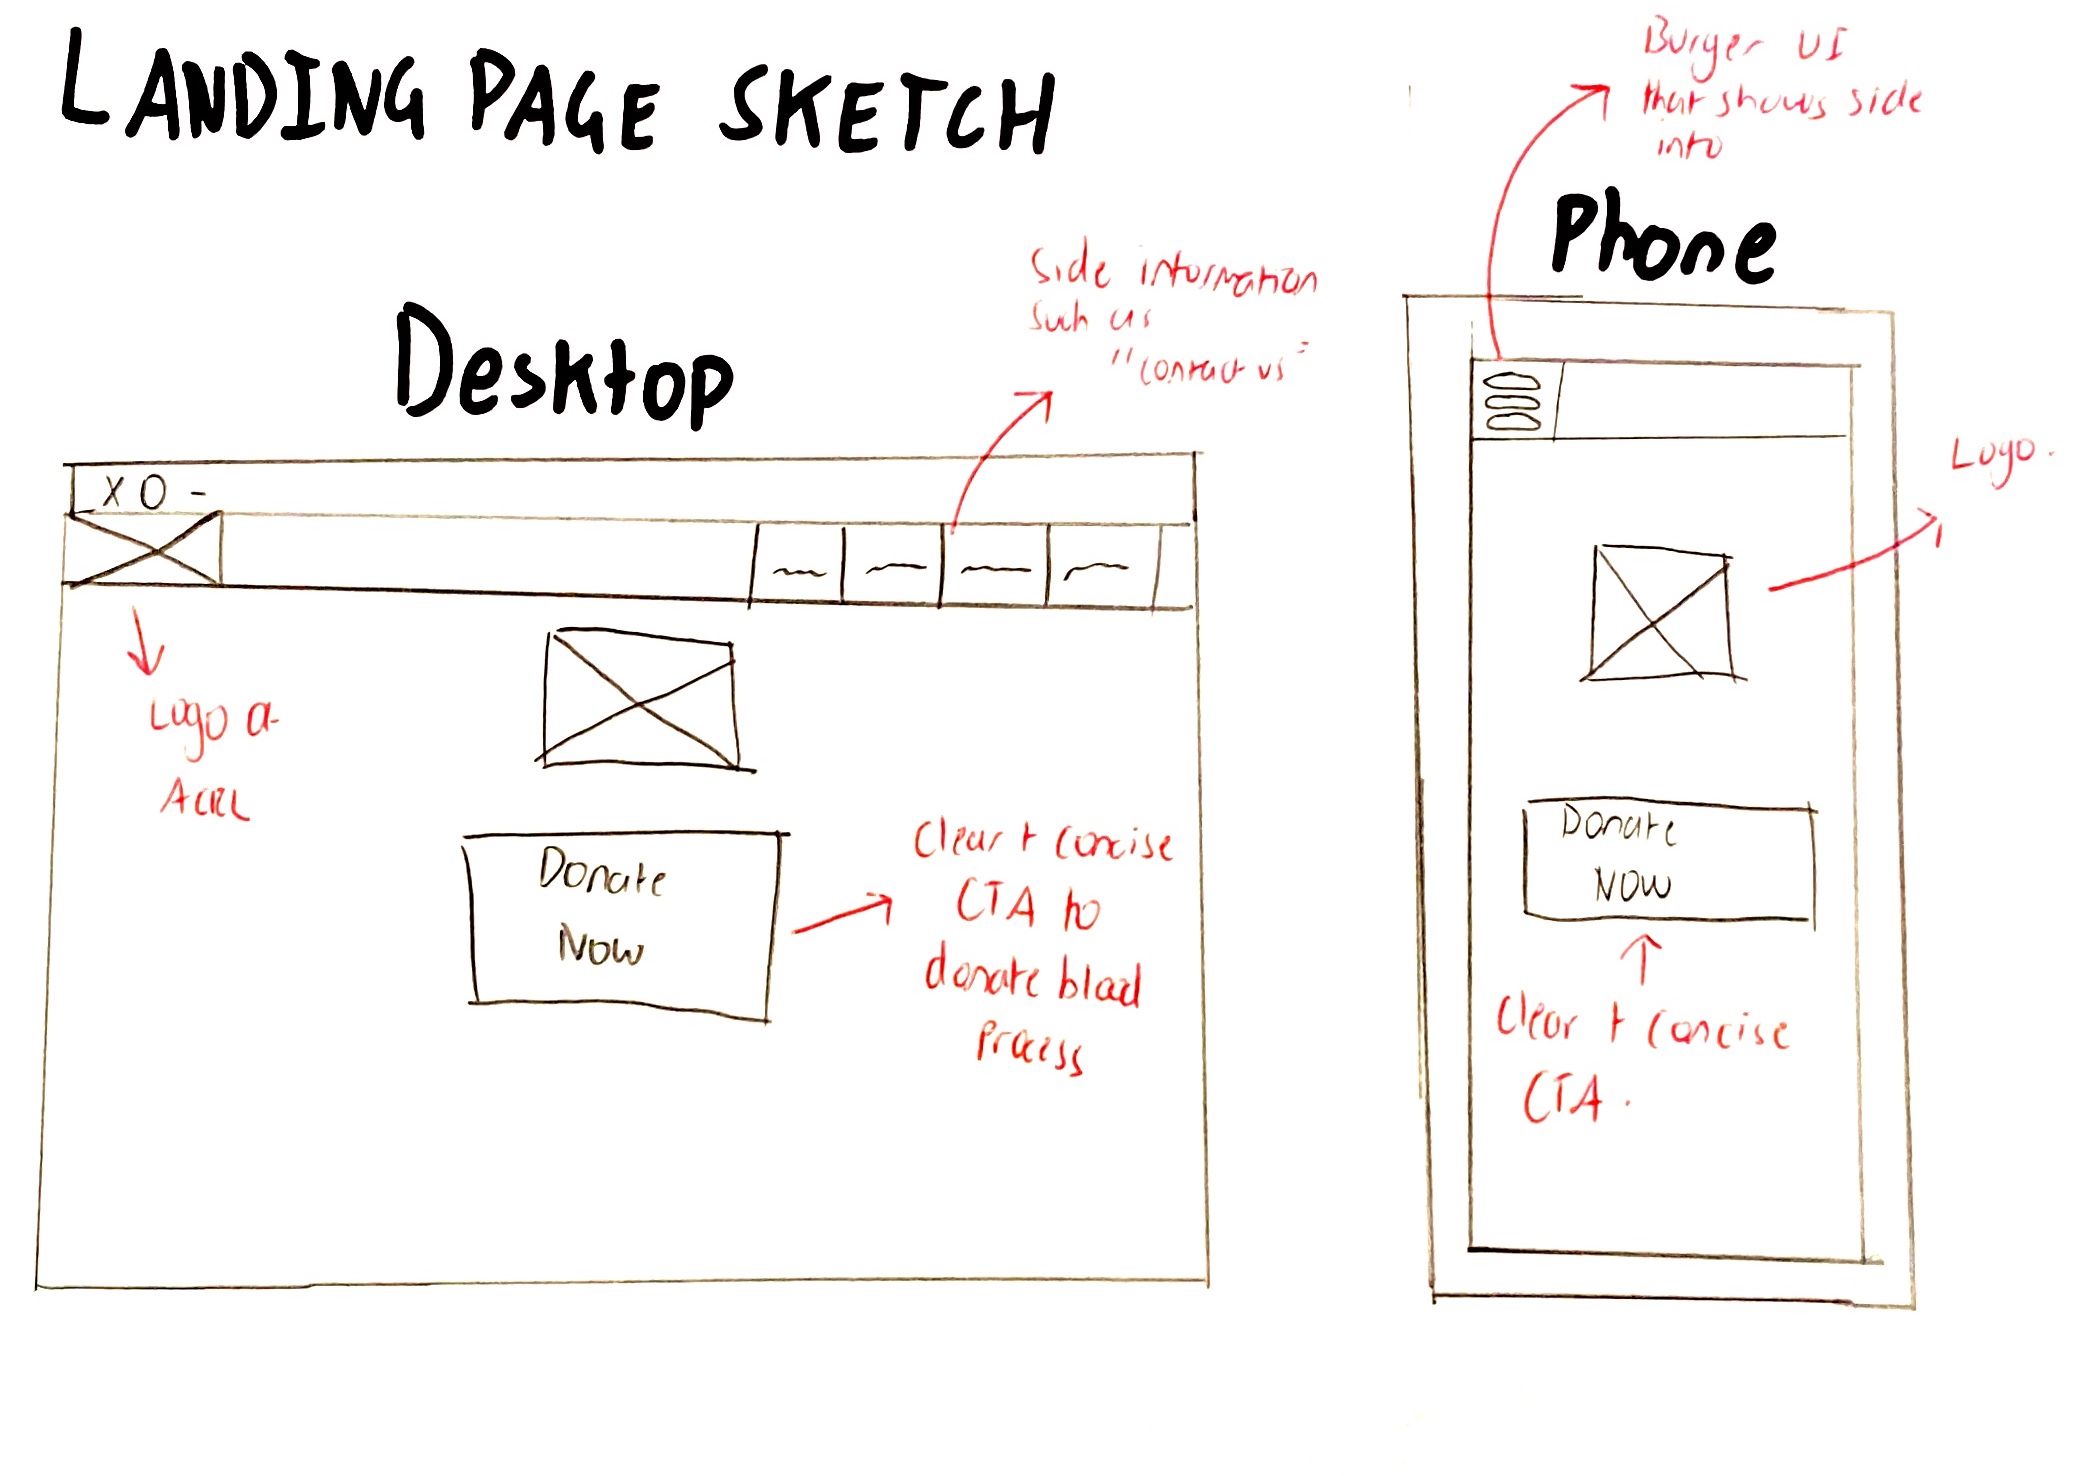 LANDING PAGE SKETCH
Burger UI
that shows side
info
Phone
Side information
such as
"contact us"
Desktop
X O -
Logo
Logo.
Donate
Now
Clear + concise
CTA to
donate blood
process
Donate
NOW
Clear + concise
CTA.